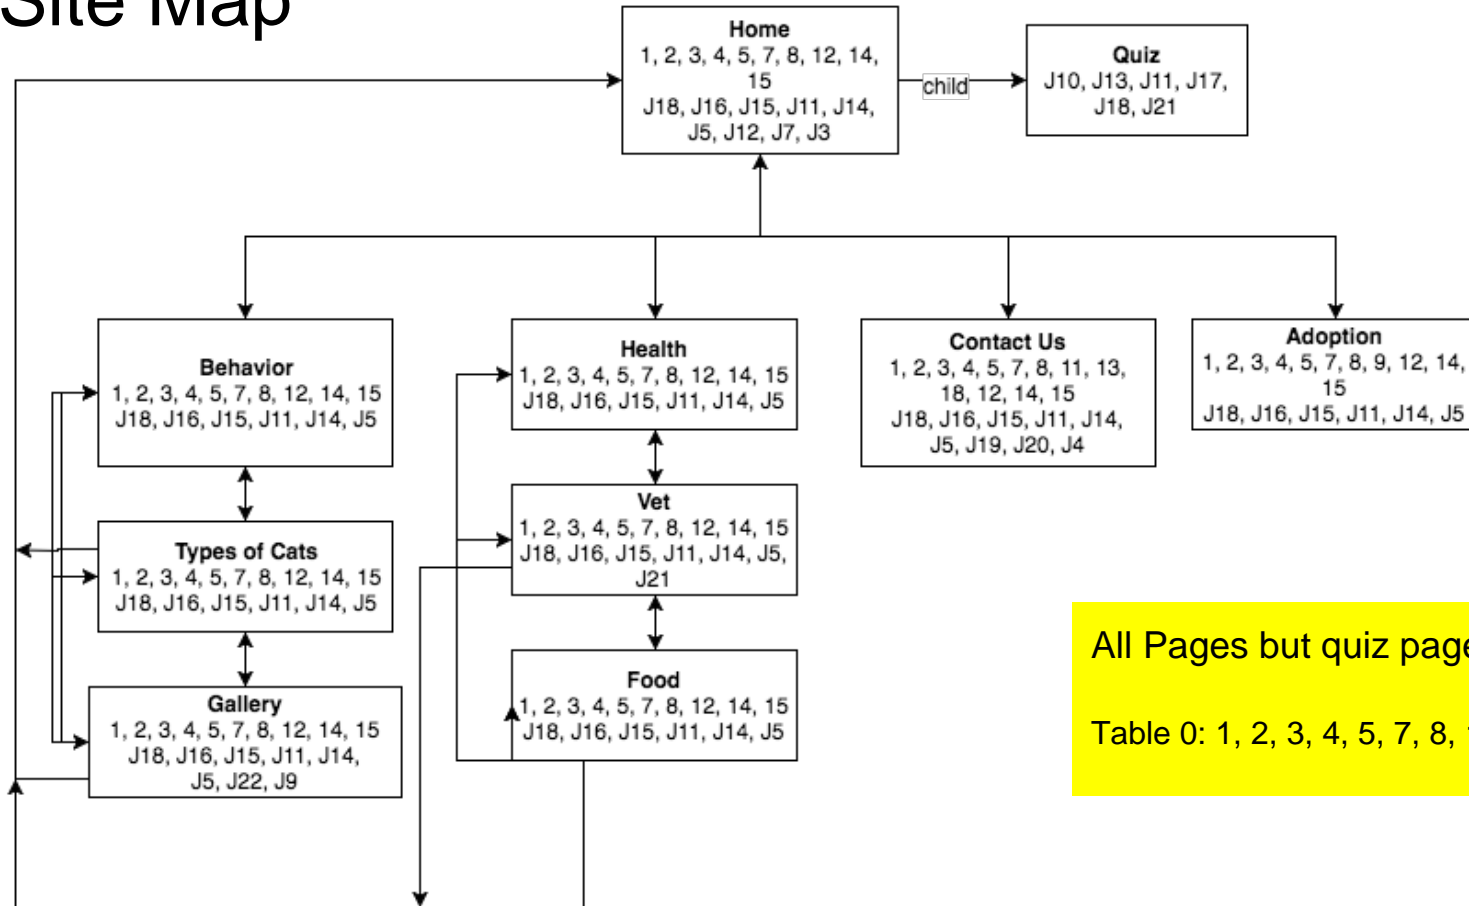 Site Map
Home
1, 2, 3, 4, 5, 7, 8, 12, 14,
15
J18, J16, J15, J11, J14,
J5, J12, J7, J3
child
Quiz
J10, J13, J11, J17,
J18, J21
Behavior
1, 2, 3, 4, 5, 7, 8, 12, 14, 15
J18, J16, J15, J11, J14, J5
Health
1, 2, 3, 4, 5, 7, 8, 12, 14, 15
J18, J16, J15, J11, J14, J5
Contact Us
1, 2, 3, 4, 5, 7, 8, 11, 13,
18, 12, 14, 15
J18, J16, J15, J11, J14,
J5, J19, J20, J4
Adoption
1, 2, 3, 4, 5, 7, 8, 9, 12, 14,
15
J18, J16, J15, J11, J14, J5
Types of Cats
1, 2, 3, 4, 5, 7, 8, 12, 14, 15
J18, J16, J15, J11, J14, J5
Vet
1, 2, 3, 4, 5, 7, 8, 12, 14, 15
J18, J16, J15, J11, J14, J5,
J21
Gallery
1, 2, 3, 4, 5, 7, 8, 12, 14, 15
J18, J16, J15, J11, J14,
J5, J22, J9
Food
1, 2, 3, 4, 5, 7, 8, 12, 14, 15
J18, J16, J15, J11, J14, J5
All Pages but quiz page
Table 0: 1, 2, 3, 4, 5, 7, 8,